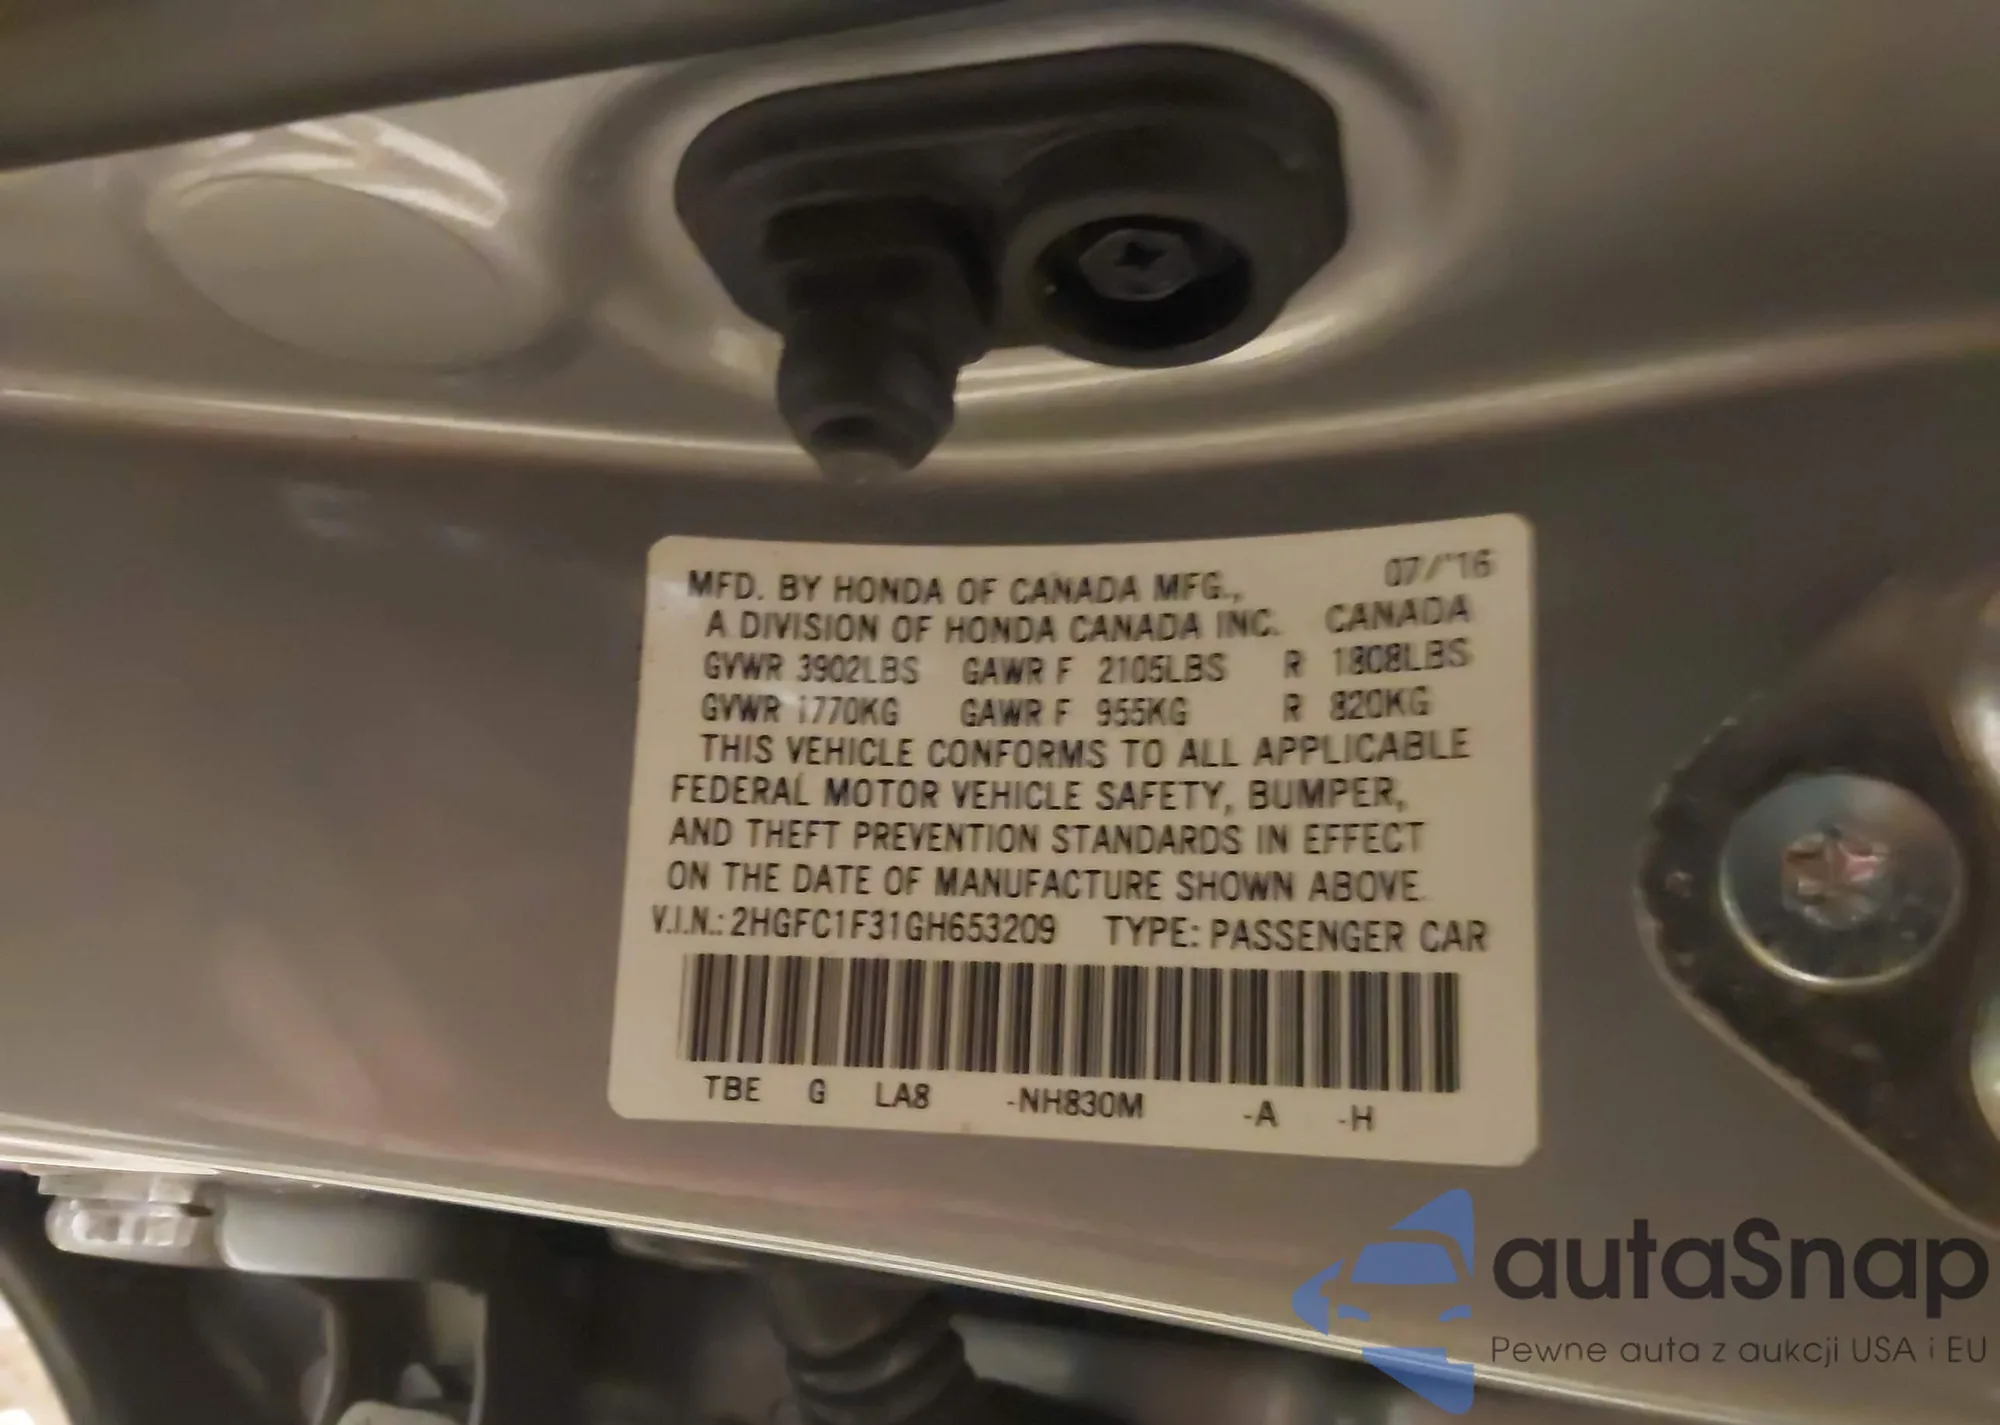 MFD. BY HONDA OF CANADA MFG., 07/'16
A DIVISION OF HONDA CANADA INC. CANADA
GVWR 3902LBS GAWR F 2105LBS R 1808LBS
GVWR 1770KG GAWR F 955KG R 820KG
THIS VEHICLE CONFORMS TO ALL APPLICABLE
FEDERAL MOTOR VEHICLE SAFETY, BUMPER,
AND THEFT PREVENTION STANDARDS IN EFFECT
ON THE DATE OF MANUFACTURE SHOWN ABOVE.
V.I.N.: 2HGFC1F31GH653209 TYPE: PASSENGER CAR
TBE G LA8 -NH830M -A -H
autaSnap
Pewne auta z aukcji USA i EU